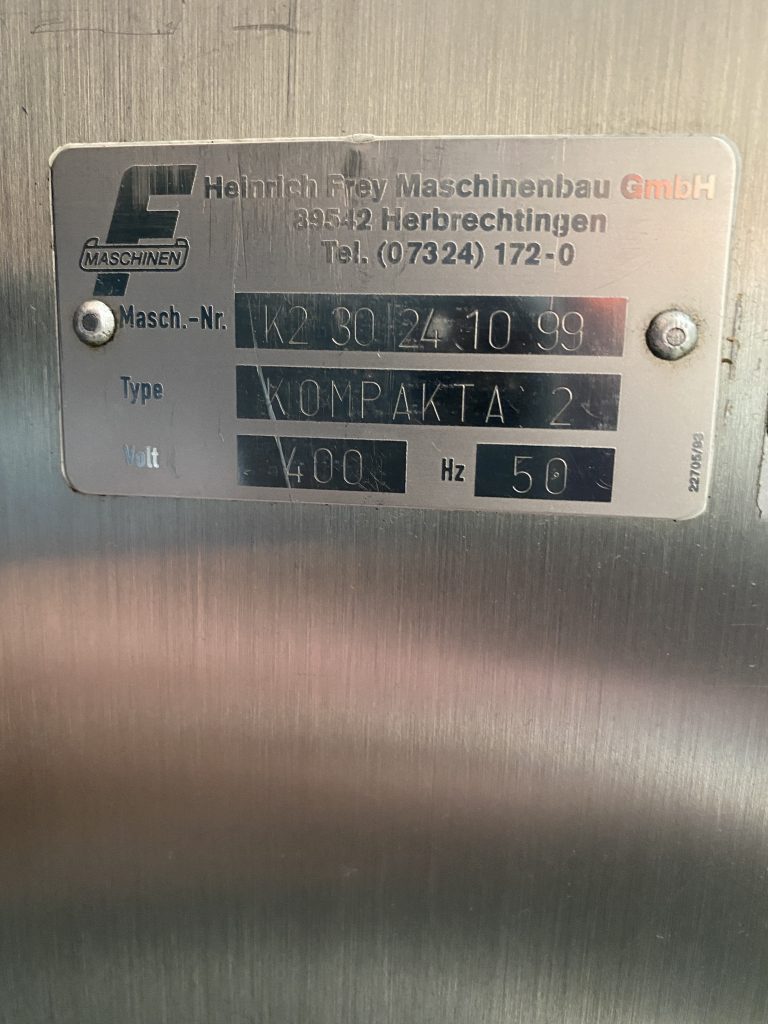 F
MASCHINEN
Heinrich Frey Maschinenbau GmbH
89542 Herbrechtingen
Tel. (07324) 172-0
Masch.-Nr. K2 30 24 10 99
Type KOMPAKTA 2
Volt 400 Hz 50
22705/93